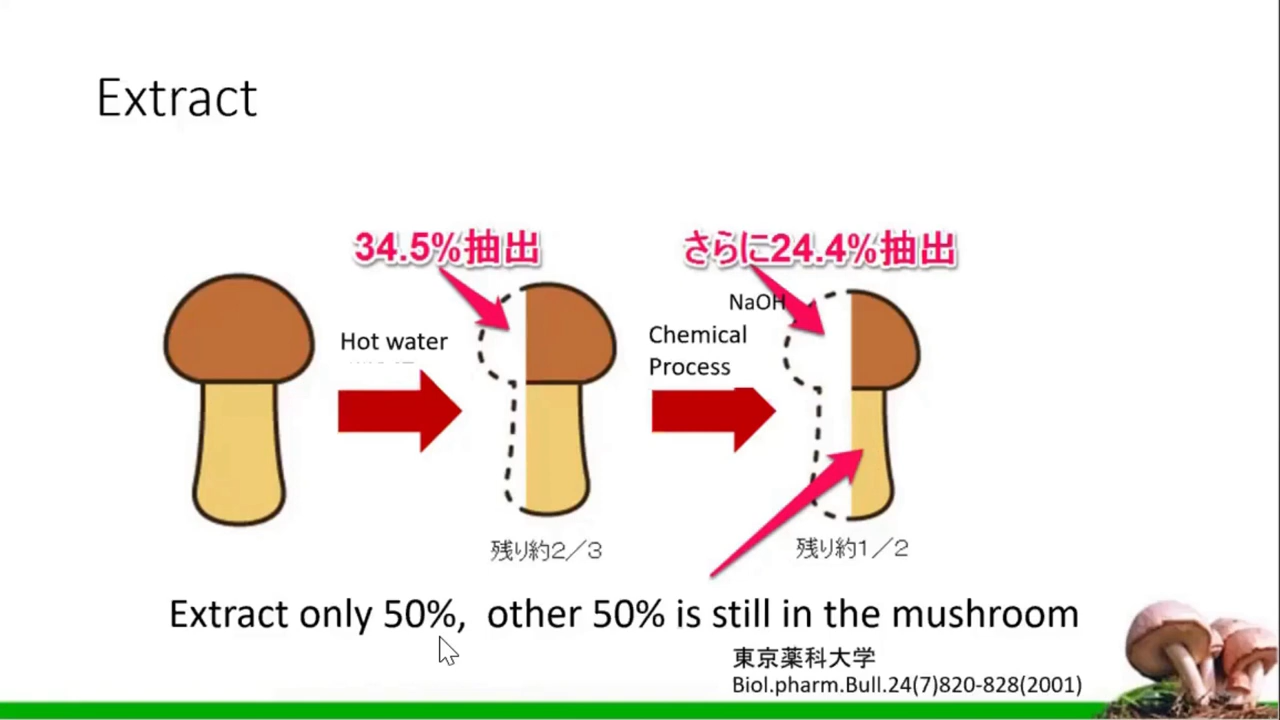 Extract
34.5%抽出
さらに24.4%抽出
NaOH
Hot water
Chemical
Process
残り約2／3
残り約1／2
Extract only 50%, other 50% is still in the mushroom
東京薬科大学
Biol.pharm.Bull.24(7)820-828(2001)